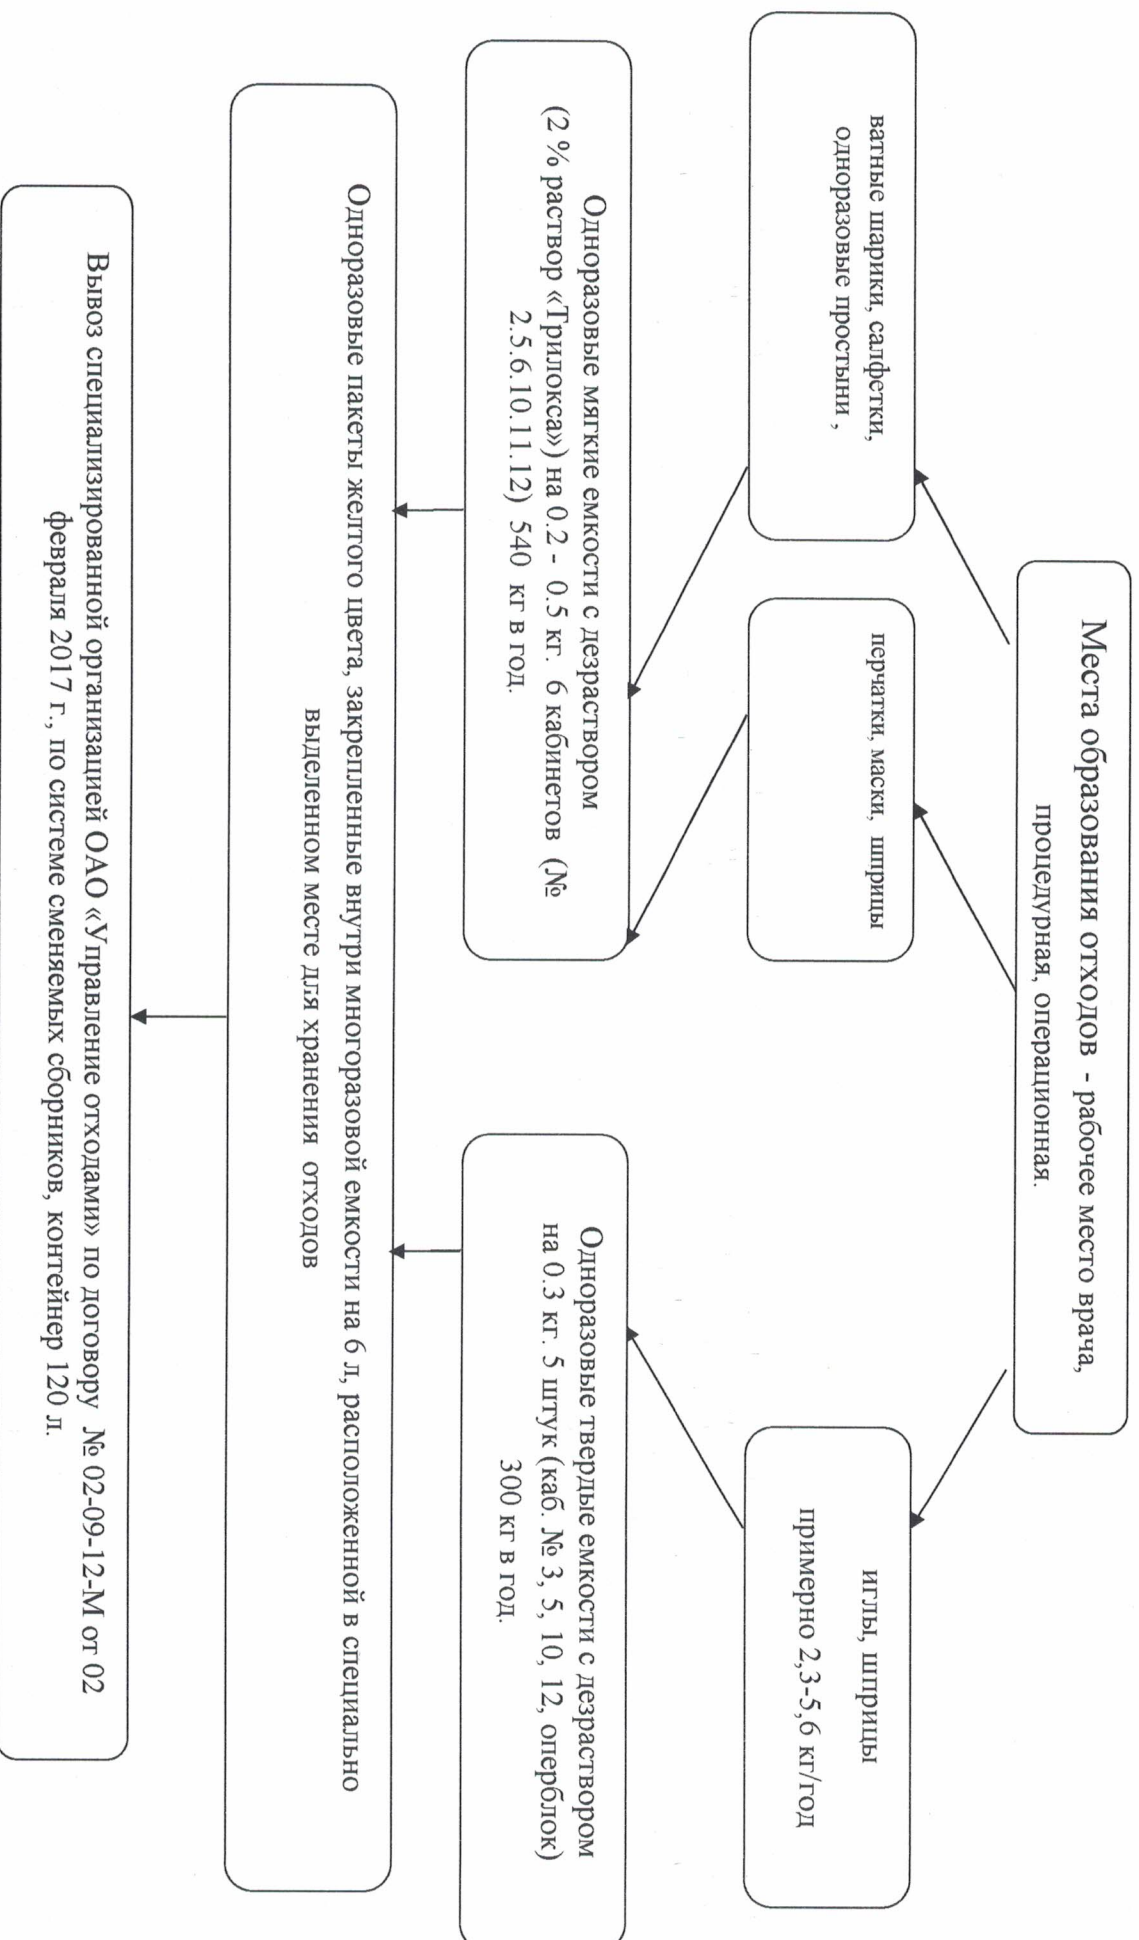 Места образования отходов - рабочее место врача,
процедурная, операционная.
ватные шарики, салфетки,
одноразовые простыни ,
перчатки, маски, шприцы
иглы, шприцы
примерно 2,3-5,6 кг/год
Одноразовые мягкие емкости с дезраствором
(2 % раствор «Трилокса») на 0.2 - 0.5 кг. 6 кабинетов (№
2.5.6.10.11.12) 540 кг в год.
Одноразовые твердые емкости с дезраствором
на 0.3 кг. 5 штук (каб. № 3, 5, 10, 12, оперблок)
300 кг в год.
Одноразовые пакеты желтого цвета, закрепленные внутри многоразовой емкости на 6 л, расположенной в специально
выделенном месте для хранения отходов
Вывоз специализированной организацией ОАО «Управление отходами» по договору № 02-09-12-М от 02
февраля 2017 г., по системе сменяемых сборников, контейнер 120 л.